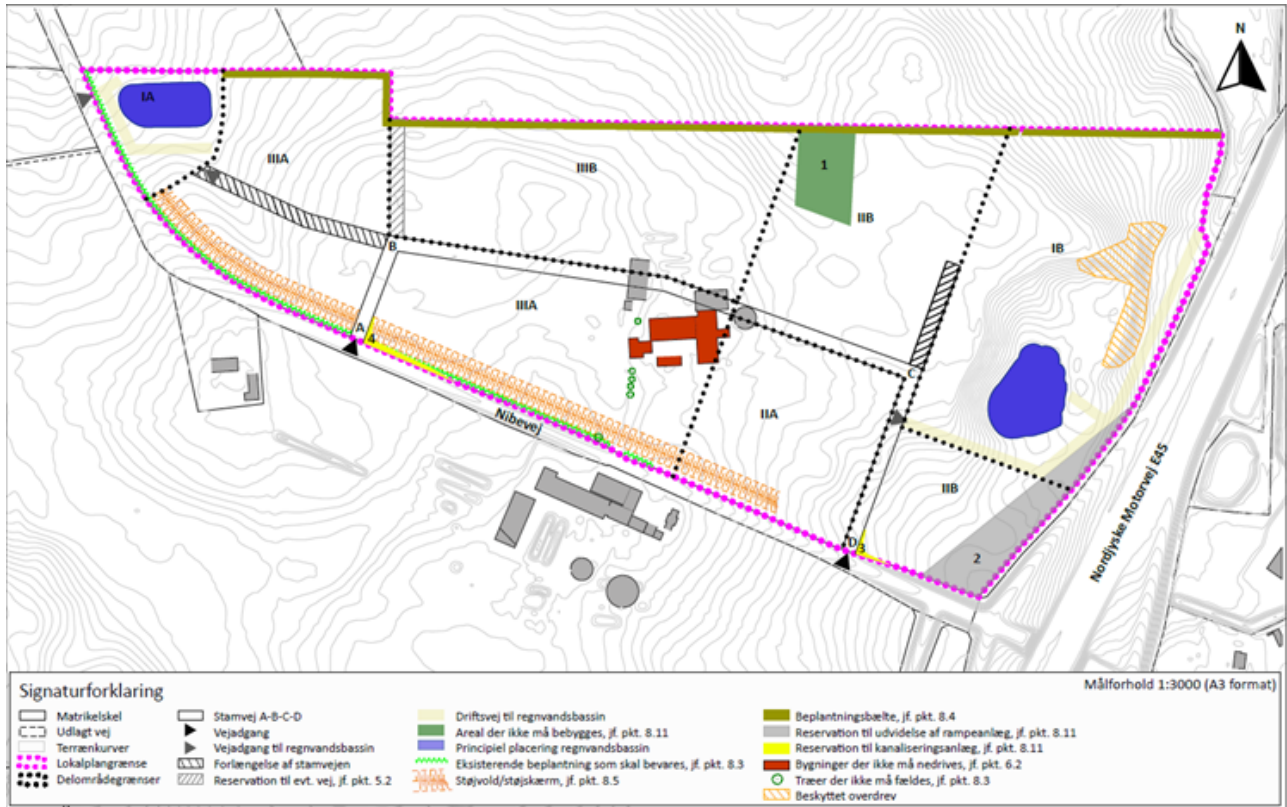 N
IA
IIIA
IIIB
1
IIB
IB
B
IIIA
A
4
C
IIA
Nibevej
IIB
D
3
2
Nordjyske Motorvej E45
Signaturforklaring
Målforhold 1:3000 (A3 format)
Matrikelskel
Udlagt vej
Terrænkurver
Lokalplangrænse
Delområdegrænser
Stamvej A-B-C-D
Vejadgang
Vejadgang til regnvandsbassin
Forlængelse af stamvejen
Reservation til evt. vej, jf. pkt. 5.2
Driftsvej til regnvandsbassin
Areal der ikke må bebygges, jf. pkt. 8.11
Principiel placering regnvandsbassin
Eksisterende beplantning som skal bevares, jf. pkt. 8.3
Støjvold/støjskærm, jf. pkt. 8.5
Beplantningsbælte, jf. pkt. 8.4
Reservation til udvidelse af rampeanlæg, jf. pkt. 8.11
Reservation til kanaliseringsanlæg, jf. pkt. 8.11
Bygninger der ikke må nedrives, jf. pkt. 6.2
Træer der ikke må fældes, jf. pkt. 8.3
Beskyttet overdrev